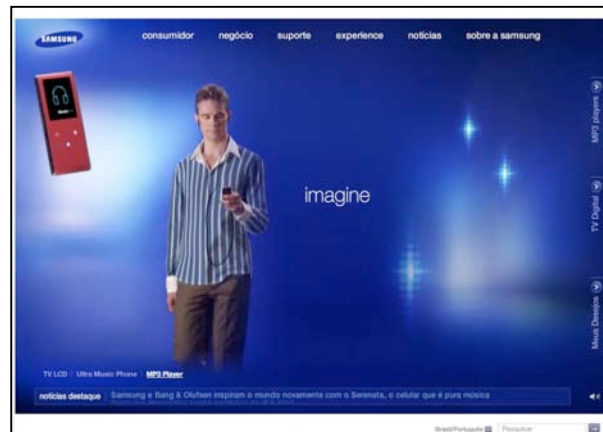 SAMSUNG
consumidor negócio suporte experience notícias sobre a samsung
Music
MP3 players
imagine
TV Digital
Meus Desejos
TV LCD Ultra Music Phone MP3 Player
notícias destaque Samsung e Bang & Olufsen inspiram o mundo novamente com o Serenata, o celular que é pura música
Brasil/Português Pesquisar